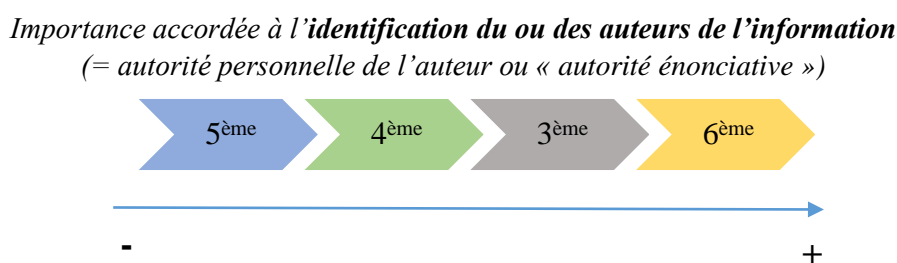 Importance accordée à l’identification du ou des auteurs de l’information
(= autorité personnelle de l’auteur ou « autorité énonciative »)
5ème 4ème 3ème 6ème
- +